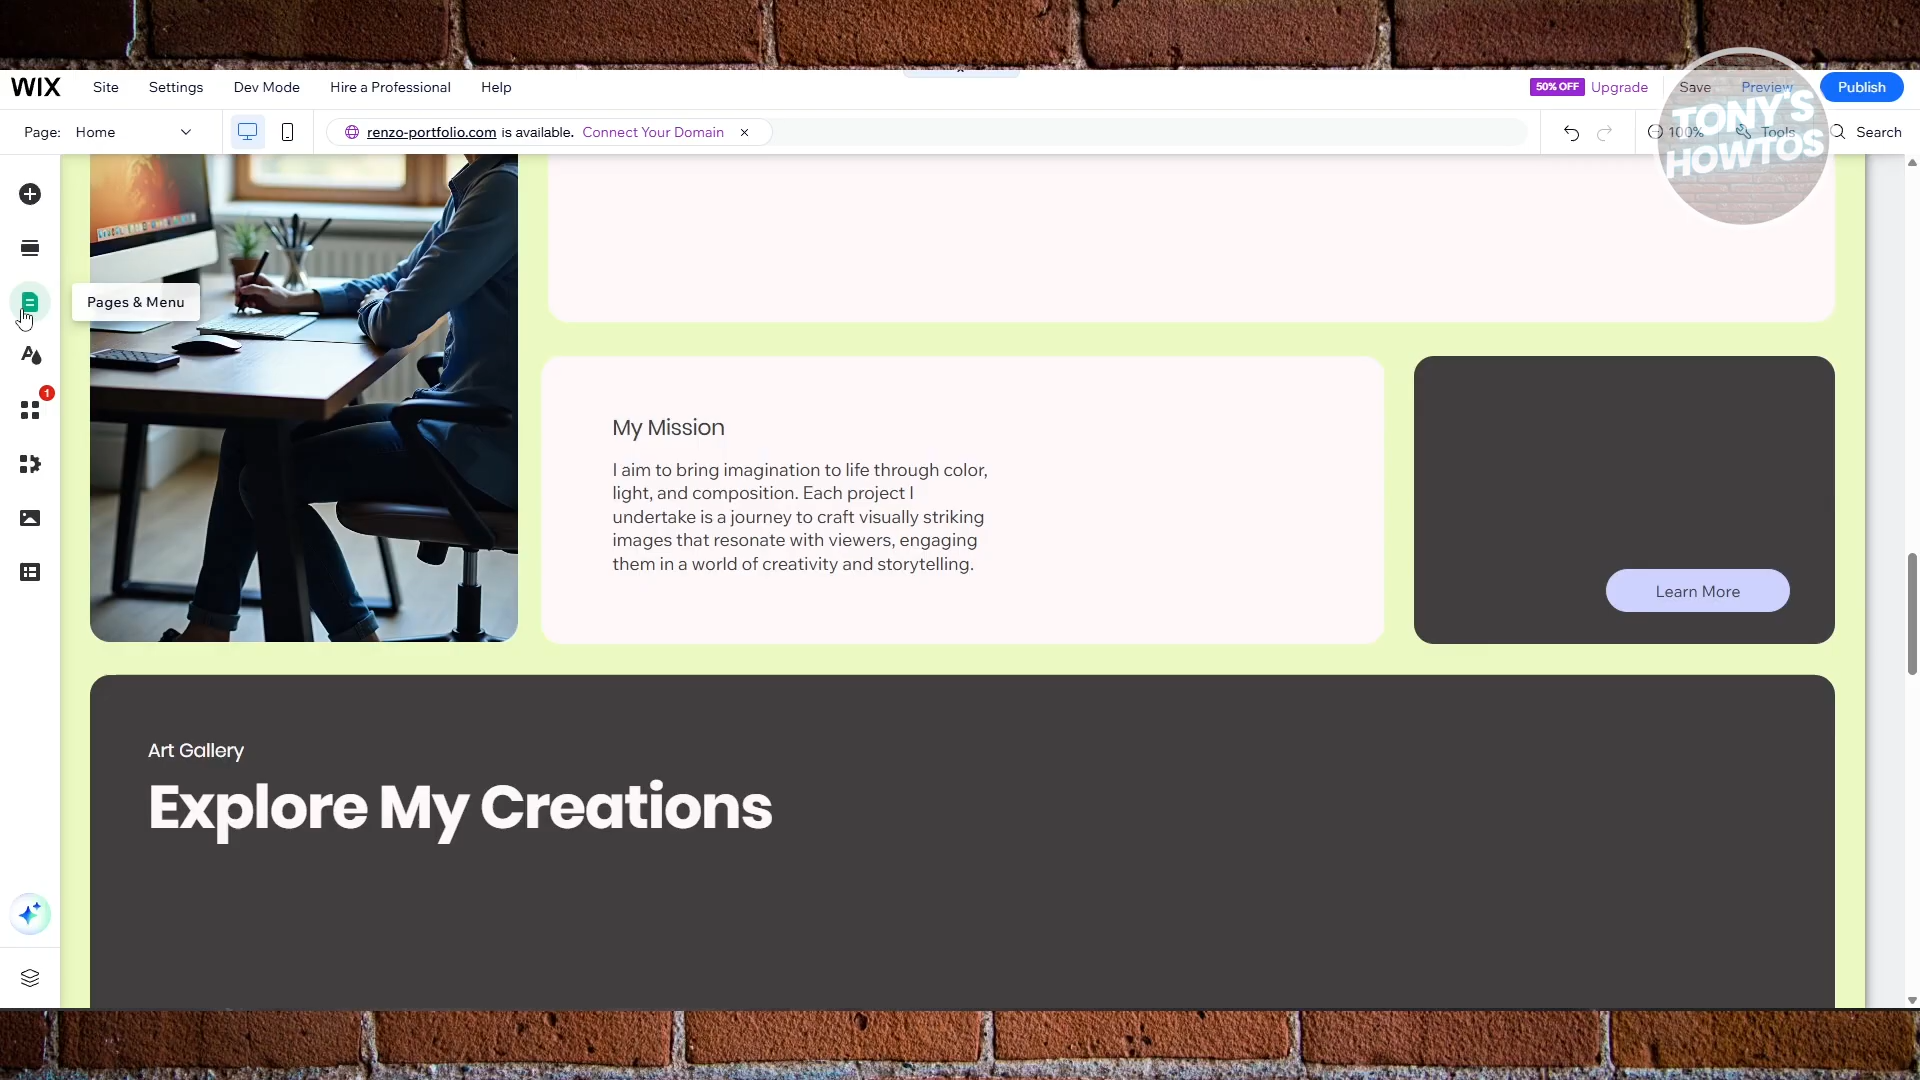 WIX
Site
Settings
Dev Mode
Hire a Professional
Help
50% OFF
Upgrade
Save
Preview
Publish
Page: Home
renzo-portfolio.com is available. Connect Your Domain
100%
Tools
Search
TONY'S
HOWTOS
Pages & Menu
1
My Mission
I aim to bring imagination to life through color,
light, and composition. Each project I
undertake is a journey to craft visually striking
images that resonate with viewers, engaging
them in a world of creativity and storytelling.
Learn More
Art Gallery
Explore My Creations